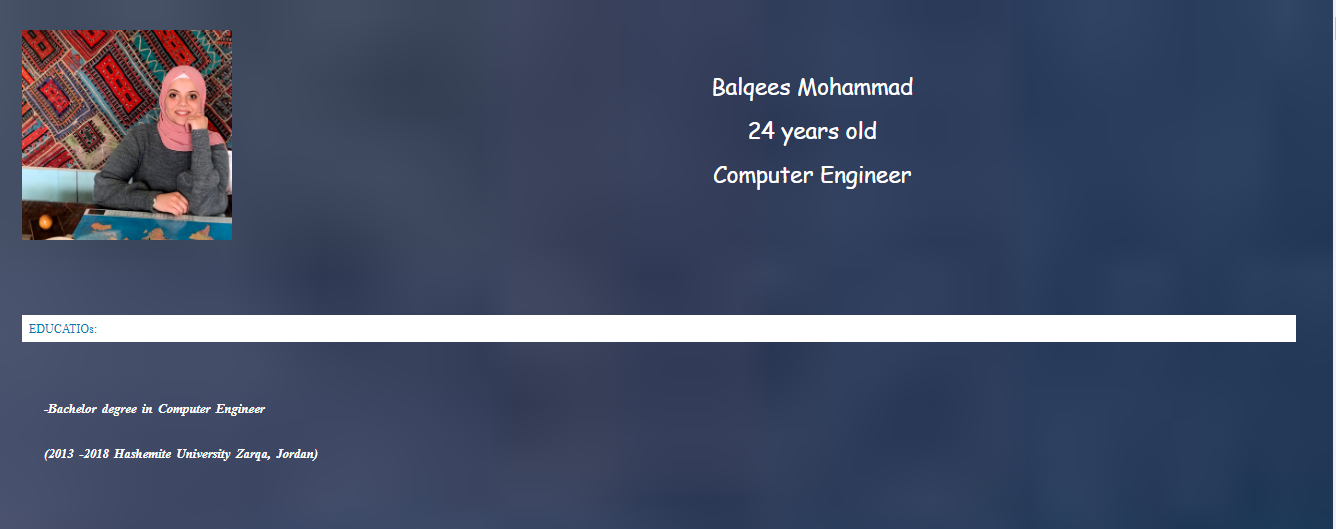 Balqees Mohammad
24 years old
Computer Engineer
EDUCATIOs:
-Bachelor degree in Computer Engineer
(2013 -2018 Hashemite University Zarqa, Jordan)